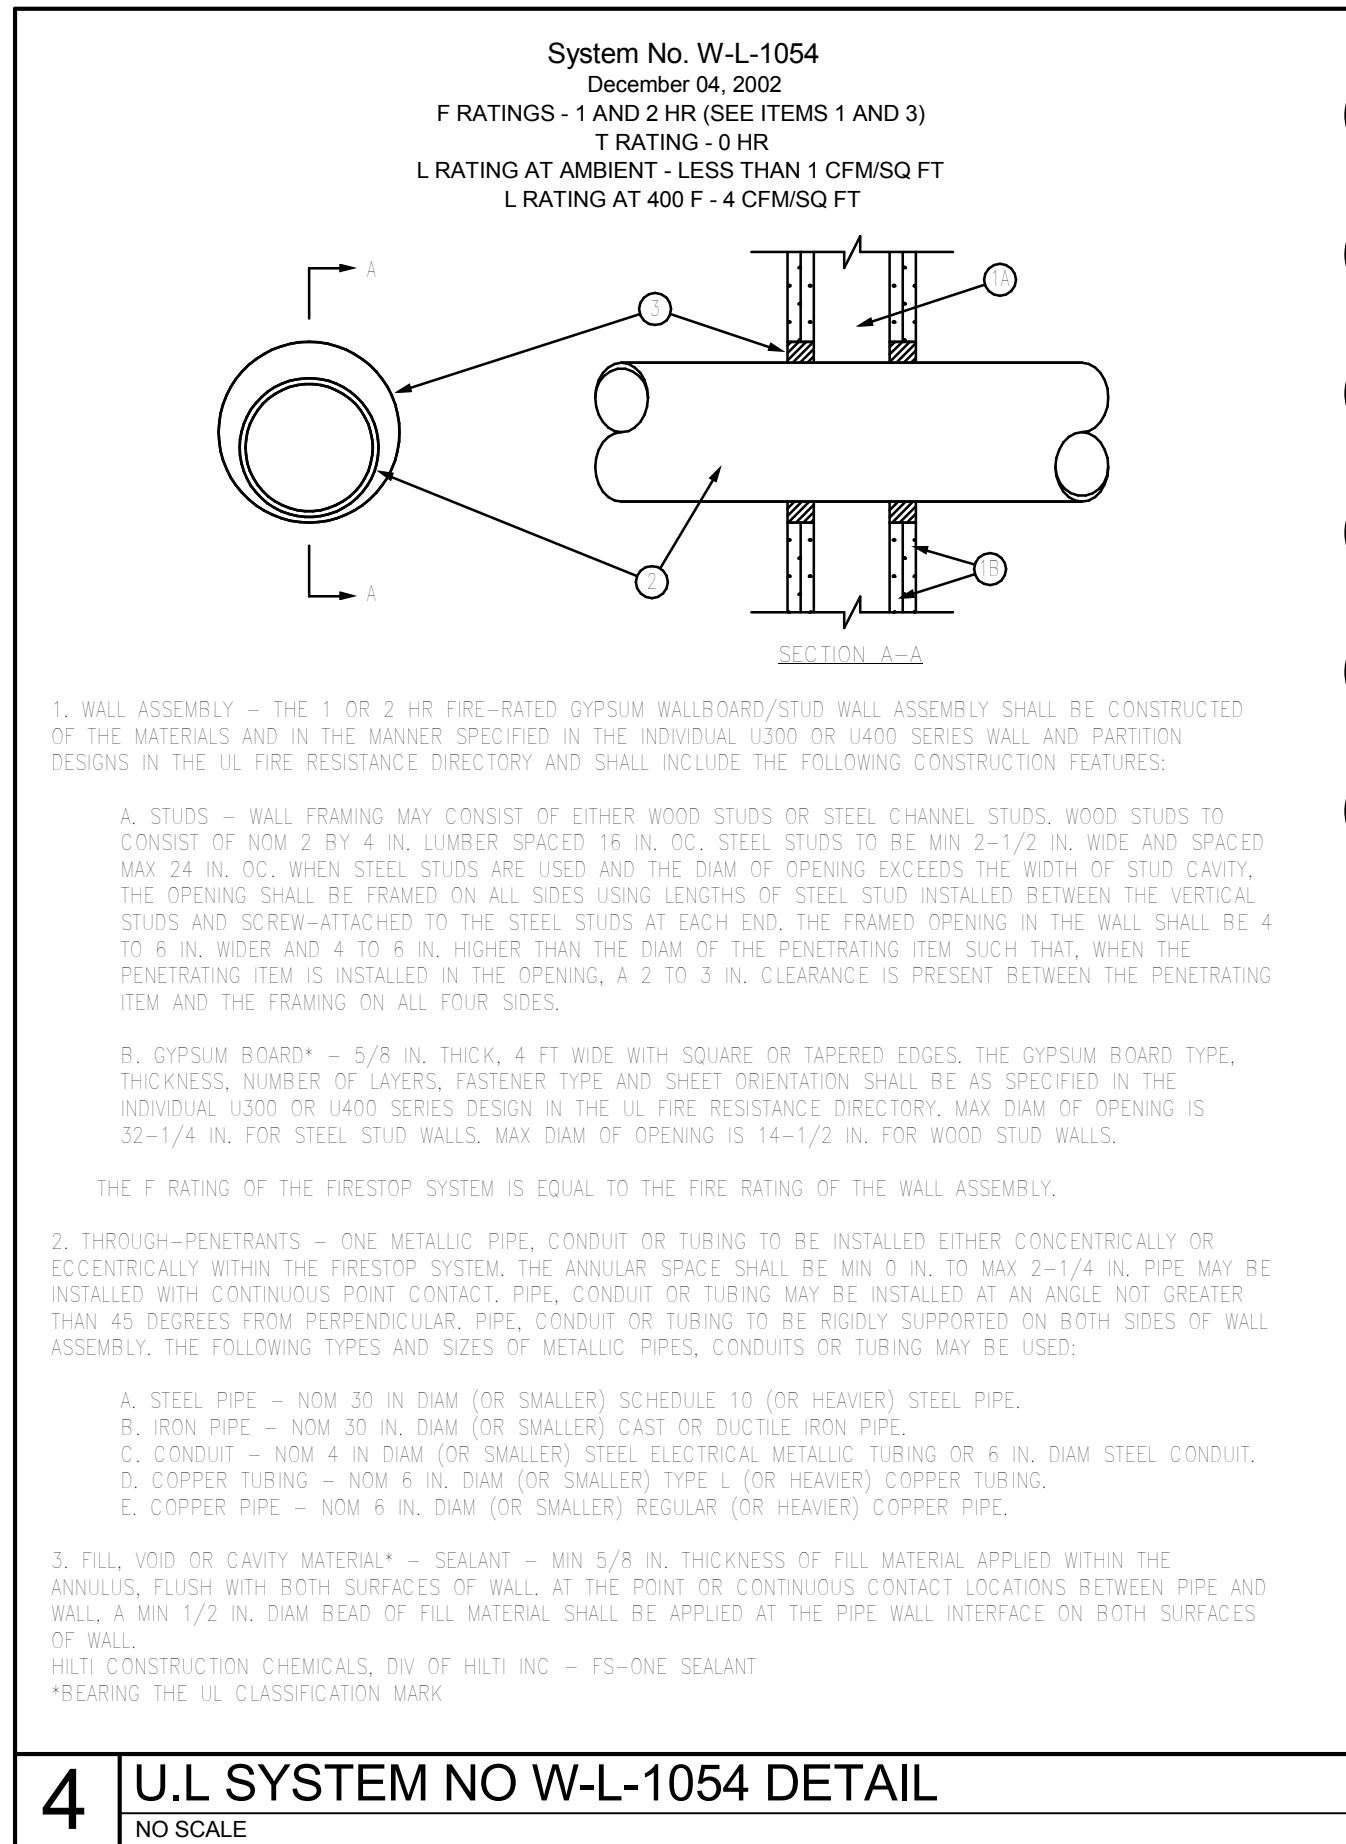 System No. W-L-1054
December 04, 2002
F RATINGS - 1 AND 2 HR (SEE ITEMS 1 AND 3)
T RATING - 0 HR
L RATING AT AMBIENT - LESS THAN 1 CFM/SQ FT
L RATING AT 400 F - 4 CFM/SQ FT
A
1A
3
2
1B
A
SECTION A-A
1. WALL ASSEMBLY - THE 1 OR 2 HR FIRE-RATED GYPSUM WALLBOARD/STUD WALL ASSEMBLY SHALL BE CONSTRUCTED
OF THE MATERIALS AND IN THE MANNER SPECIFIED IN THE INDIVIDUAL U300 OR U400 SERIES WALL AND PARTITION
DESIGNS IN THE UL FIRE RESISTANCE DIRECTORY AND SHALL INCLUDE THE FOLLOWING CONSTRUCTION FEATURES:
A. STUDS - WALL FRAMING MAY CONSIST OF EITHER WOOD STUDS OR STEEL CHANNEL STUDS. WOOD STUDS TO
CONSIST OF NOM 2 BY 4 IN. LUMBER SPACED 16 IN. OC. STEEL STUDS TO BE MIN 2-1/2 IN. WIDE AND SPACED
MAX 24 IN. OC. WHEN STEEL STUDS ARE USED AND THE DIAM OF OPENING EXCEEDS THE WIDTH OF STUD CAVITY,
THE OPENING SHALL BE FRAMED ON ALL SIDES USING LENGTHS OF STEEL STUD INSTALLED BETWEEN THE VERTICAL
STUDS AND SCREW-ATTACHED TO THE STEEL STUDS AT EACH END. THE FRAMED OPENING IN THE WALL SHALL BE 4
TO 6 IN. WIDER AND 4 TO 6 IN. HIGHER THAN THE DIAM OF THE PENETRATING ITEM SUCH THAT, WHEN THE
PENETRATING ITEM IS INSTALLED IN THE OPENING, A 2 TO 3 IN. CLEARANCE IS PRESENT BETWEEN THE PENETRATING
ITEM AND THE FRAMING ON ALL FOUR SIDES.
B. GYPSUM BOARD* - 5/8 IN. THICK, 4 FT WIDE WITH SQUARE OR TAPERED EDGES. THE GYPSUM BOARD TYPE,
THICKNESS, NUMBER OF LAYERS, FASTENER TYPE AND SHEET ORIENTATION SHALL BE AS SPECIFIED IN THE
INDIVIDUAL U300 OR U400 SERIES DESIGN IN THE UL FIRE RESISTANCE DIRECTORY. MAX DIAM OF OPENING IS
32-1/4 IN. FOR STEEL STUD WALLS. MAX DIAM OF OPENING IS 14-1/2 IN. FOR WOOD STUD WALLS.
THE F RATING OF THE FIRESTOP SYSTEM IS EQUAL TO THE FIRE RATING OF THE WALL ASSEMBLY.
2. THROUGH-PENETRANTS - ONE METALLIC PIPE, CONDUIT OR TUBING TO BE INSTALLED EITHER CONCENTRICALLY OR
ECCENTRICALLY WITHIN THE FIRESTOP SYSTEM. THE ANNULAR SPACE SHALL BE MIN 0 IN. TO MAX 2-1/4 IN. PIPE MAY BE
INSTALLED WITH CONTINUOUS POINT CONTACT. PIPE, CONDUIT OR TUBING MAY BE INSTALLED AT AN ANGLE NOT GREATER
THAN 45 DEGREES FROM PERPENDICULAR. PIPE, CONDUIT OR TUBING TO BE RIGIDLY SUPPORTED ON BOTH SIDES OF WALL
ASSEMBLY. THE FOLLOWING TYPES AND SIZES OF METALLIC PIPES, CONDUITS OR TUBING MAY BE USED:
A. STEEL PIPE - NOM 30 IN DIAM (OR SMALLER) SCHEDULE 10 (OR HEAVIER) STEEL PIPE.
B. IRON PIPE - NOM 30 IN. DIAM (OR SMALLER) CAST OR DUCTILE IRON PIPE.
C. CONDUIT - NOM 4 IN DIAM (OR SMALLER) STEEL ELECTRICAL METALLIC TUBING OR 6 IN. DIAM STEEL CONDUIT.
D. COPPER TUBING - NOM 6 IN. DIAM (OR SMALLER) TYPE L (OR HEAVIER) COPPER TUBING.
E. COPPER PIPE - NOM 6 IN. DIAM (OR SMALLER) REGULAR (OR HEAVIER) COPPER PIPE.
3. FILL, VOID OR CAVITY MATERIAL* - SEALANT - MIN 5/8 IN. THICKNESS OF FILL MATERIAL APPLIED WITHIN THE
ANNULUS, FLUSH WITH BOTH SURFACES OF WALL. AT THE POINT OR CONTINUOUS CONTACT LOCATIONS BETWEEN PIPE AND
WALL, A MIN 1/2 IN. DIAM BEAD OF FILL MATERIAL SHALL BE APPLIED AT THE PIPE WALL INTERFACE ON BOTH SURFACES
OF WALL.
HILTI CONSTRUCTION CHEMICALS, DIV OF HILTI INC - FS-ONE SEALANT
*BEARING THE UL CLASSIFICATION MARK
4
U.L SYSTEM NO W-L-1054 DETAIL
NO SCALE